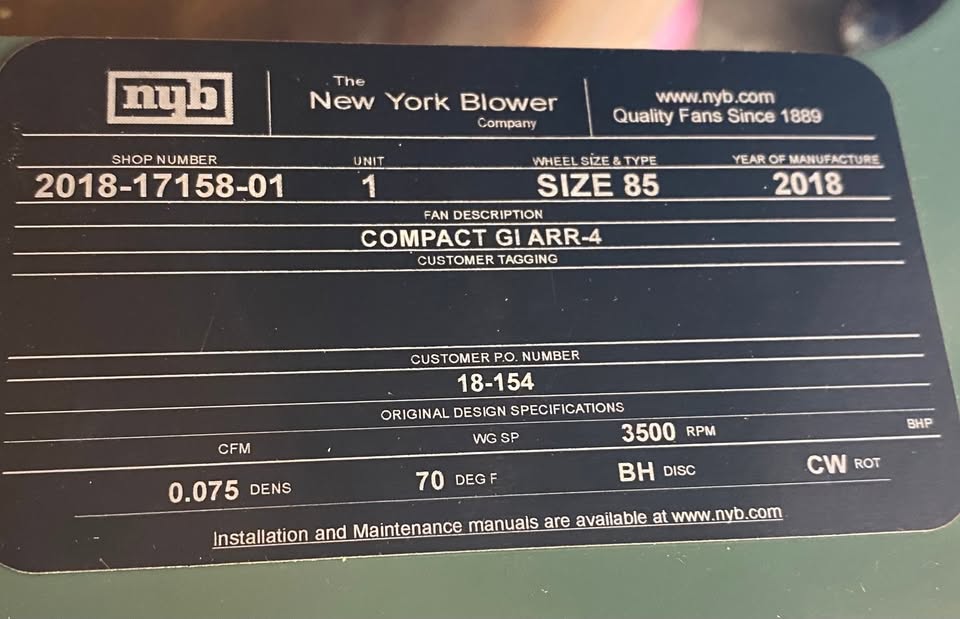 nyb
The
New York Blower
Company
www.nyb.com
Quality Fans Since 1889
SHOP NUMBER UNIT WHEEL SIZE & TYPE YEAR OF MANUFACTURE
2018-17158-01 1 SIZE 85 2018
FAN DESCRIPTION
COMPACT GI ARR-4
CUSTOMER TAGGING
CUSTOMER P.O. NUMBER
18-154
ORIGINAL DESIGN SPECIFICATIONS
CFM WG SP 3500 RPM BHP
0.075 DENS 70 DEG F BH DISC CW ROT
Installation and Maintenance manuals are available at www.nyb.com